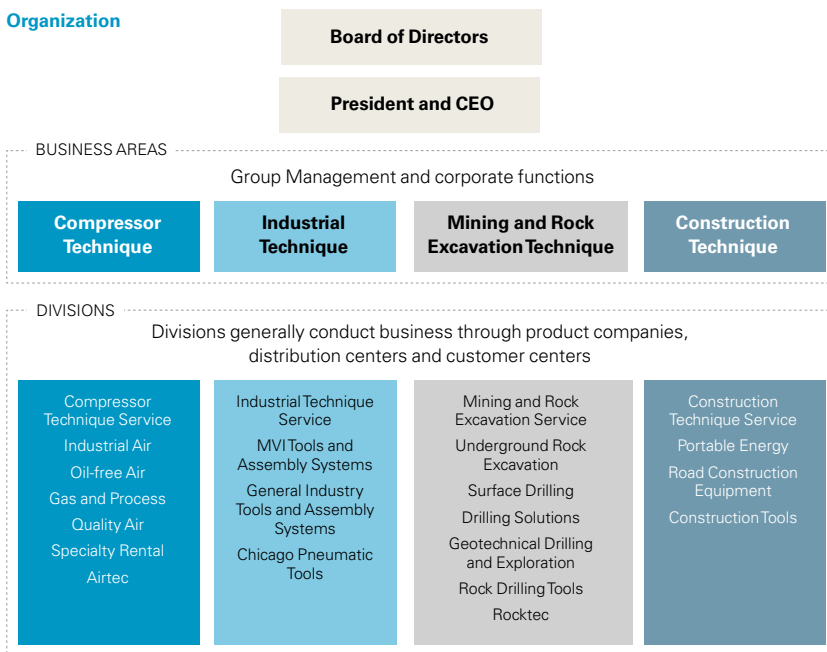 Organization
Board of Directors
President and CEO
BUSINESS AREAS
Group Management and corporate functions
Compressor
Technique
Industrial
Technique
Mining and Rock
Excavation Technique
Construction
Technique
DIVISIONS
Divisions generally conduct business through product companies,
distribution centers and customer centers
Compressor
Technique Service
Industrial Air
Oil-free Air
Gas and Process
Quality Air
Specialty Rental
Airtec
Industrial Technique
Service
MVI Tools and
Assembly Systems
General Industry
Tools and Assembly
Systems
Chicago Pneumatic
Tools
Mining and Rock
Excavation Service
Underground Rock
Excavation
Surface Drilling
Drilling Solutions
Geotechnical Drilling
and Exploration
Rock Drilling Tools
Rocktec
Construction
Technique Service
Portable Energy
Road Construction
Equipment
Construction Tools